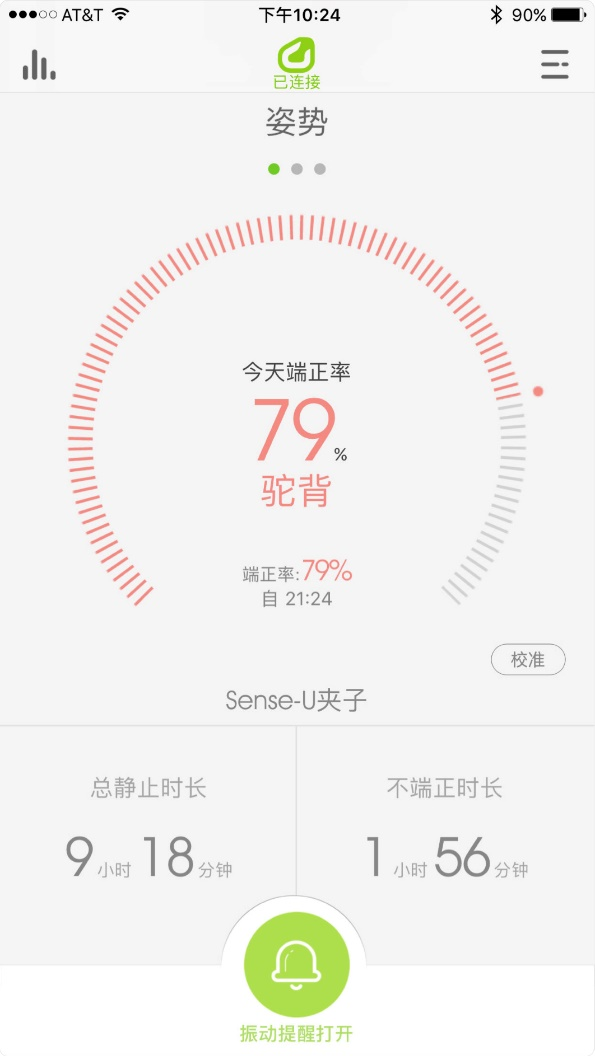 AT&T 下午10:24 90%
已连接
姿势
今天端正率
79%
驼背
端正率:79%
自 21:24
校准
Sense-U夹子
总静止时长 不端正时长
9小时18分钟 1小时56分钟
振动提醒打开